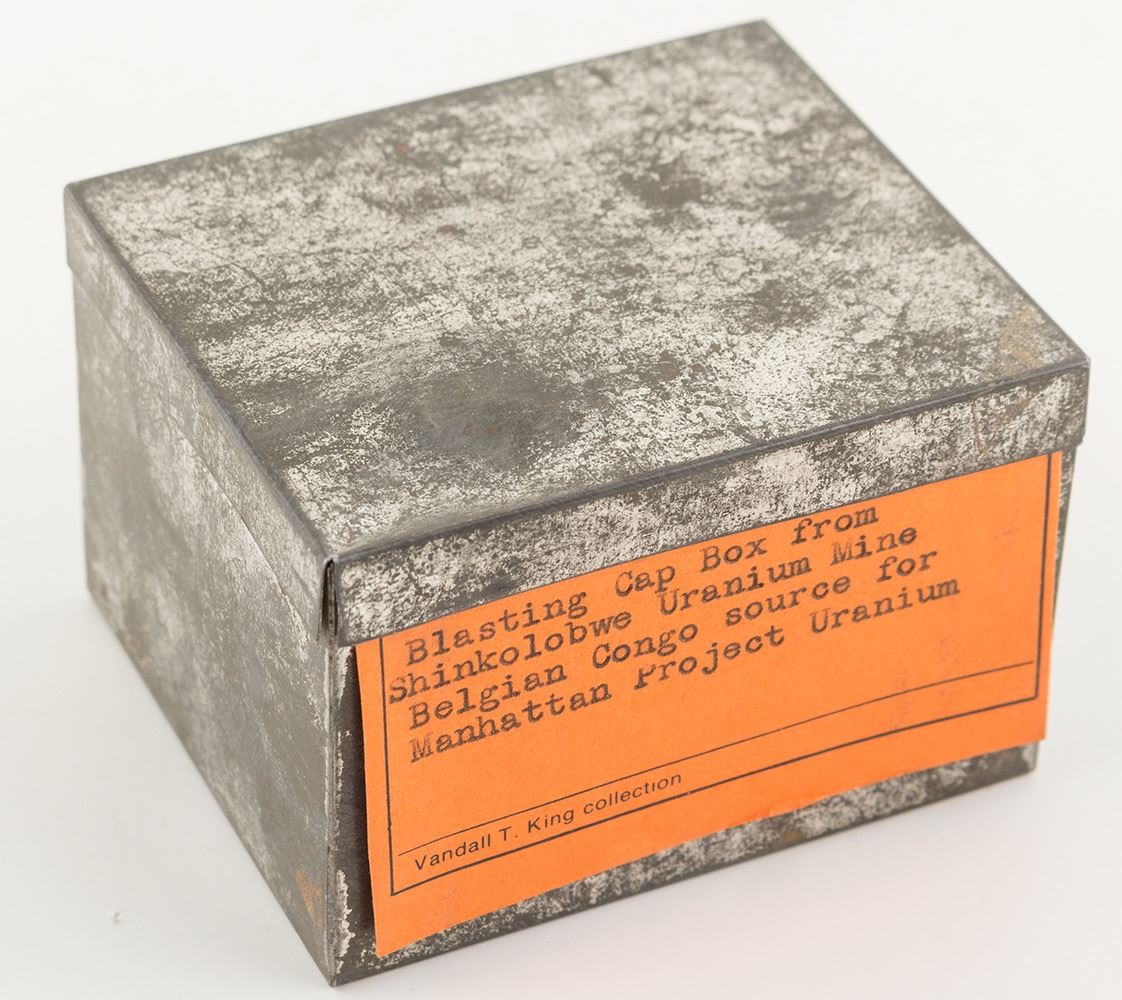 Blasting Cap Box from
Shinkolobwe Uranium Mine
Belgian Congo source for
Manhattan Project Uranium
Vandall T. King collection